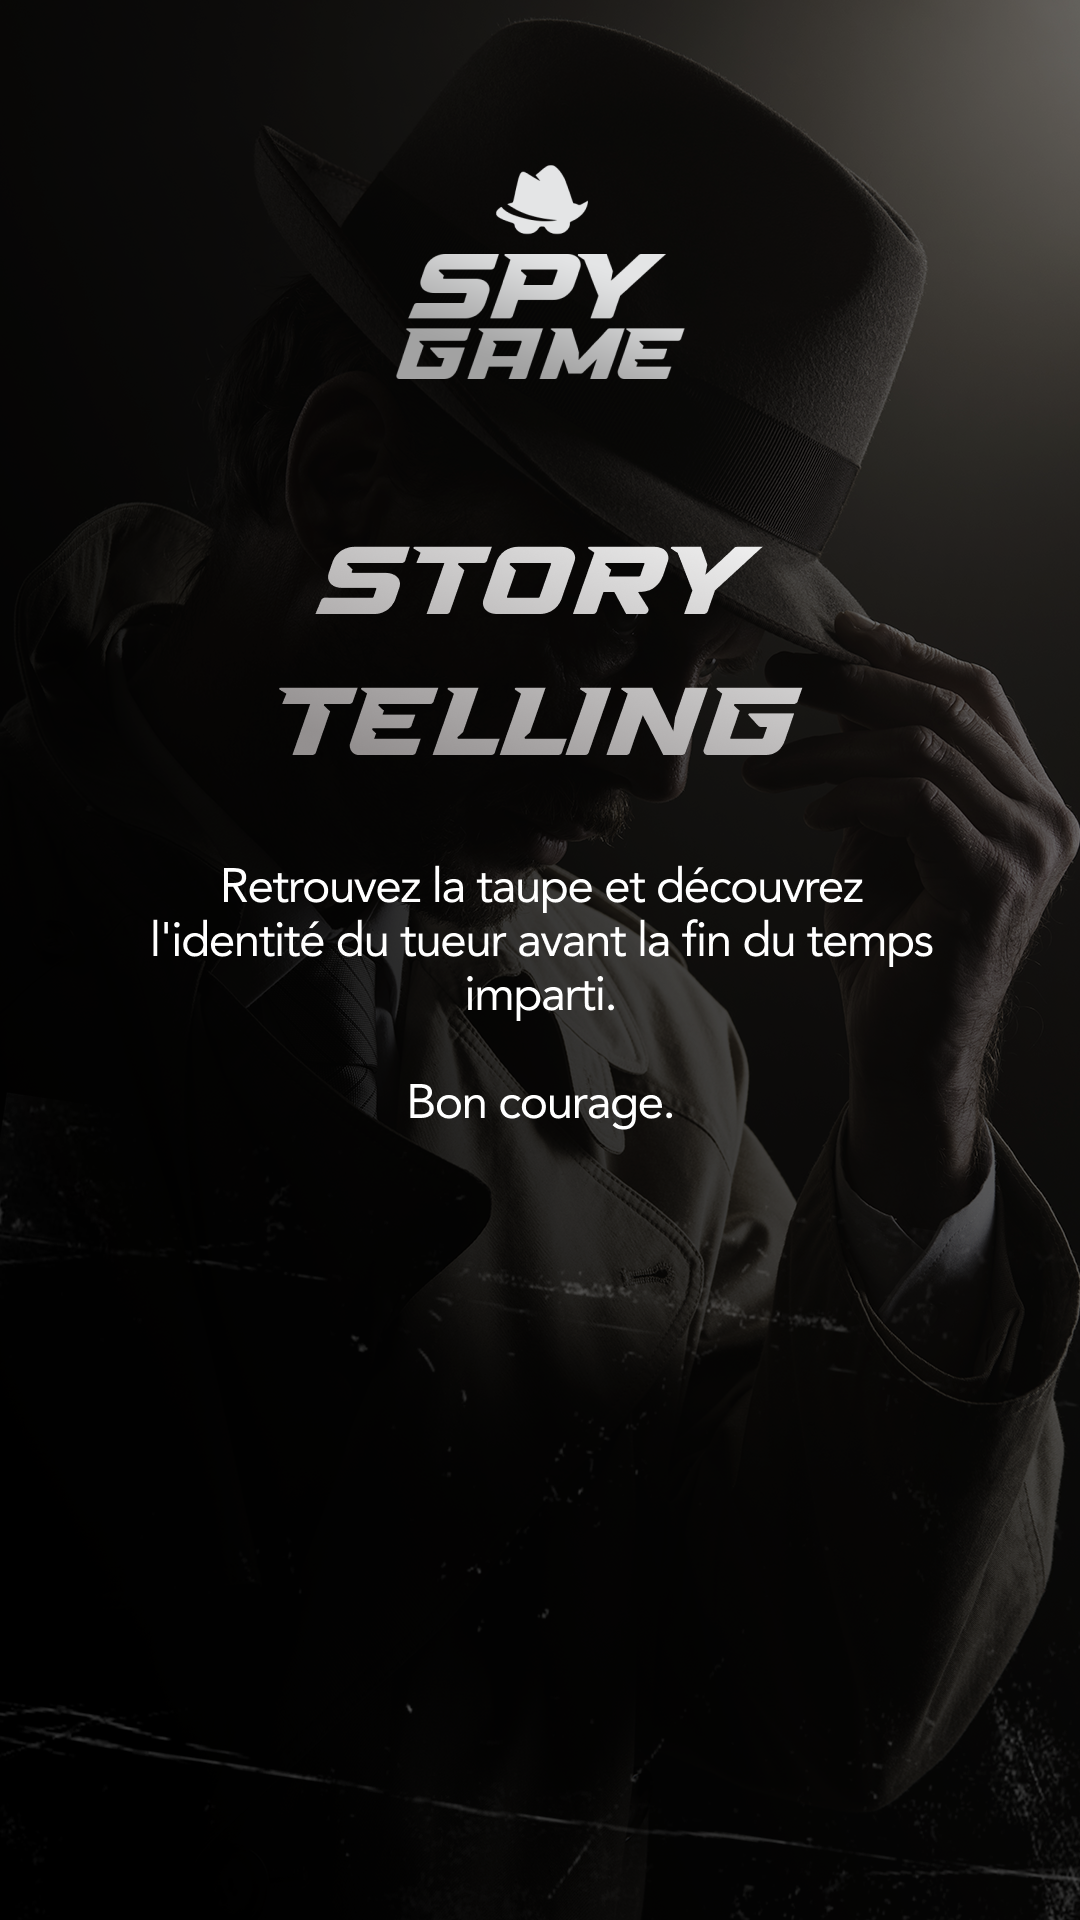 SPY
GAME
STORY
TELLING
Retrouvez la taupe et découvrez
l'identité du tueur avant la fin du temps
imparti.
Bon courage.